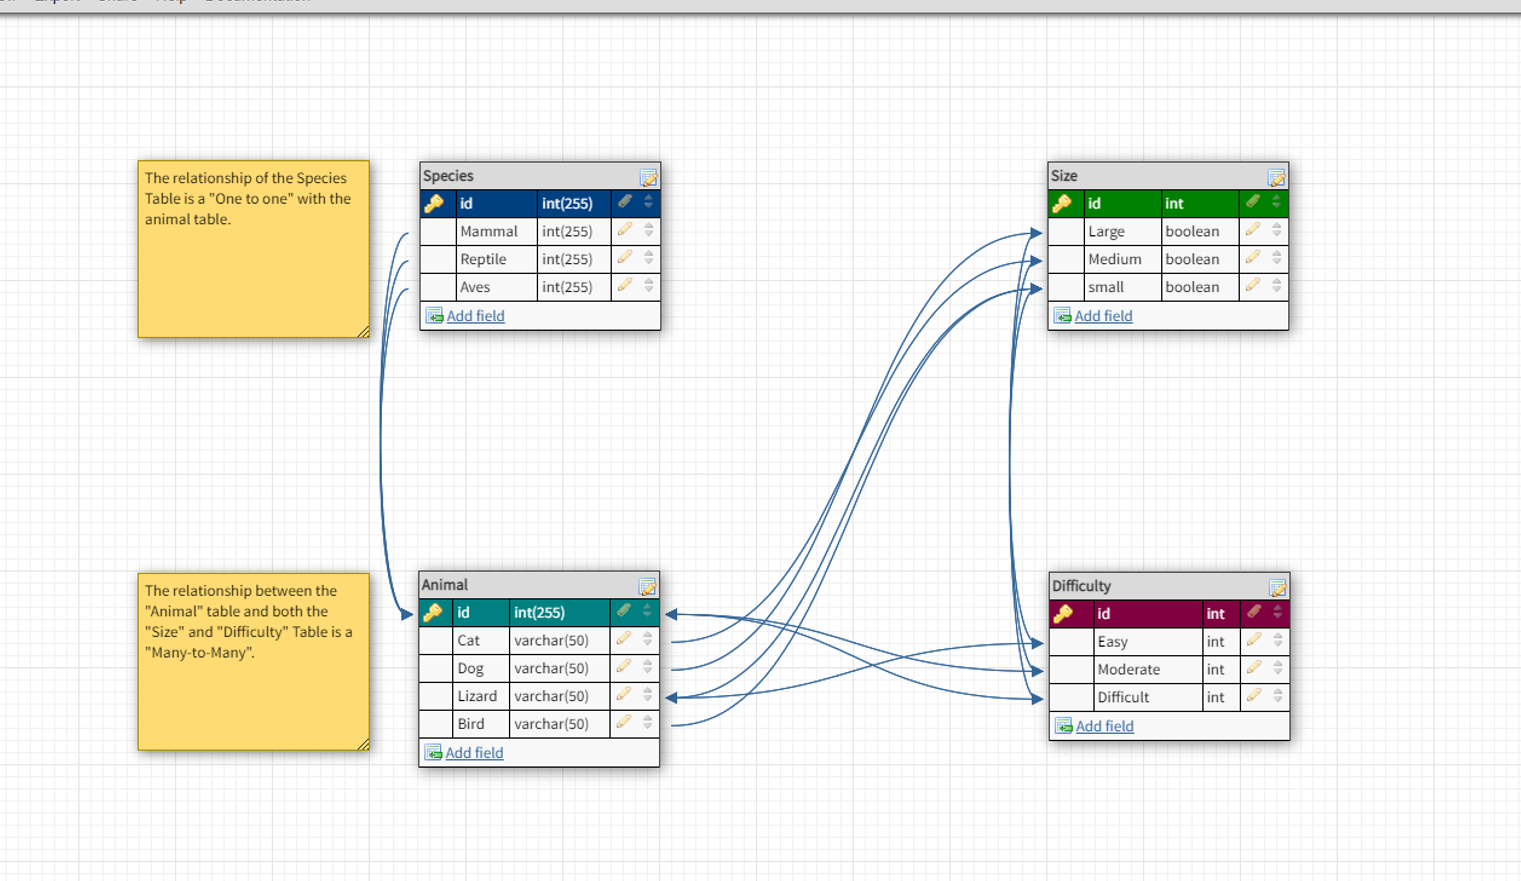 Export Share Help Documentation
The relationship of the Species
Table is a "One to one" with the
animal table.
Species
id int(255)
Mammal int(255)
Reptile int(255)
Aves int(255)
Add field
Size
id int
Large boolean
Medium boolean
small boolean
Add field
The relationship between the
"Animal" table and both the
"Size" and "Difficulty" Table is a
"Many-to-Many".
Animal
id int(255)
Cat varchar(50)
Dog varchar(50)
Lizard varchar(50)
Bird varchar(50)
Add field
Difficulty
id int
Easy int
Moderate int
Difficult int
Add field